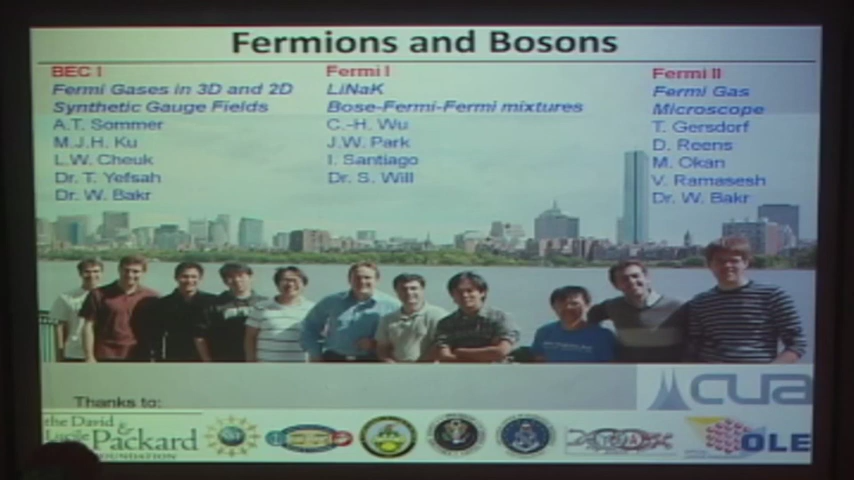 Fermions and Bosons
BEC I
Fermi Gases in 3D and 2D
Synthetic Gauge Fields
A.T. Sommer
M.J.H. Ku
L.W. Cheuk
Dr. T. Yefsah
Dr. W. Bakr
Fermi I
LiNaK
Bose-Fermi-Fermi mixtures
C.-H. Wu
J.W. Park
I. Santiago
Dr. S. Will
Fermi II
Fermi Gas
Microscope
T. Gersdorf
D. Reens
M. Okan
V. Ramasesh
Dr. W. Bakr
Thanks to:
CUA
the David
& Lucile Packard
FOUNDATION
NSF
OLE